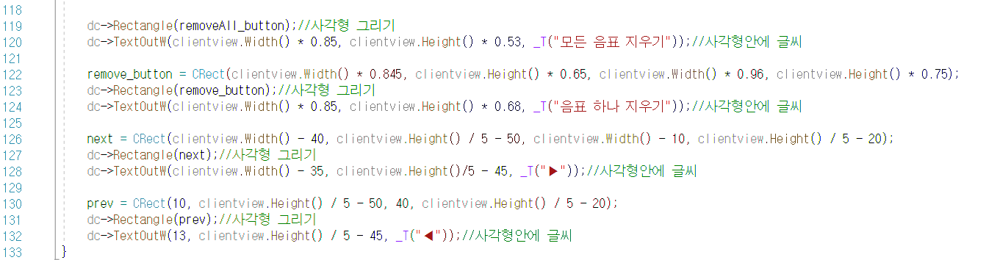 118
119 dc->Rectangle(removeAll_button);//사각형 그리기
120 dc->TextOutW(clientview.Width() * 0.85, clientview.Height() * 0.53, _T("모든 음표 지우기"));//사각형안에 글씨
121
122 remove_button = CRect(clientview.Width() * 0.845, clientview.Height() * 0.65, clientview.Width() * 0.96, clientview.Height() * 0.75);
123 dc->Rectangle(remove_button);//사각형 그리기
124 dc->TextOutW(clientview.Width() * 0.85, clientview.Height() * 0.68, _T("음표 하나 지우기"));//사각형안에 글씨
125
126 next = CRect(clientview.Width() - 40, clientview.Height() / 5 - 50, clientview.Width() - 10, clientview.Height() / 5 - 20);
127 dc->Rectangle(next);//사각형 그리기
128 dc->TextOutW(clientview.Width() - 35, clientview.Height()/5 - 45, _T("▶"));//사각형안에 글씨
129
130 prev = CRect(10, clientview.Height() / 5 - 50, 40, clientview.Height() / 5 - 20);
131 dc->Rectangle(prev);//사각형 그리기
132 dc->TextOutW(13, clientview.Height() / 5 - 45, _T("◀"));//사각형안에 글씨
133 }